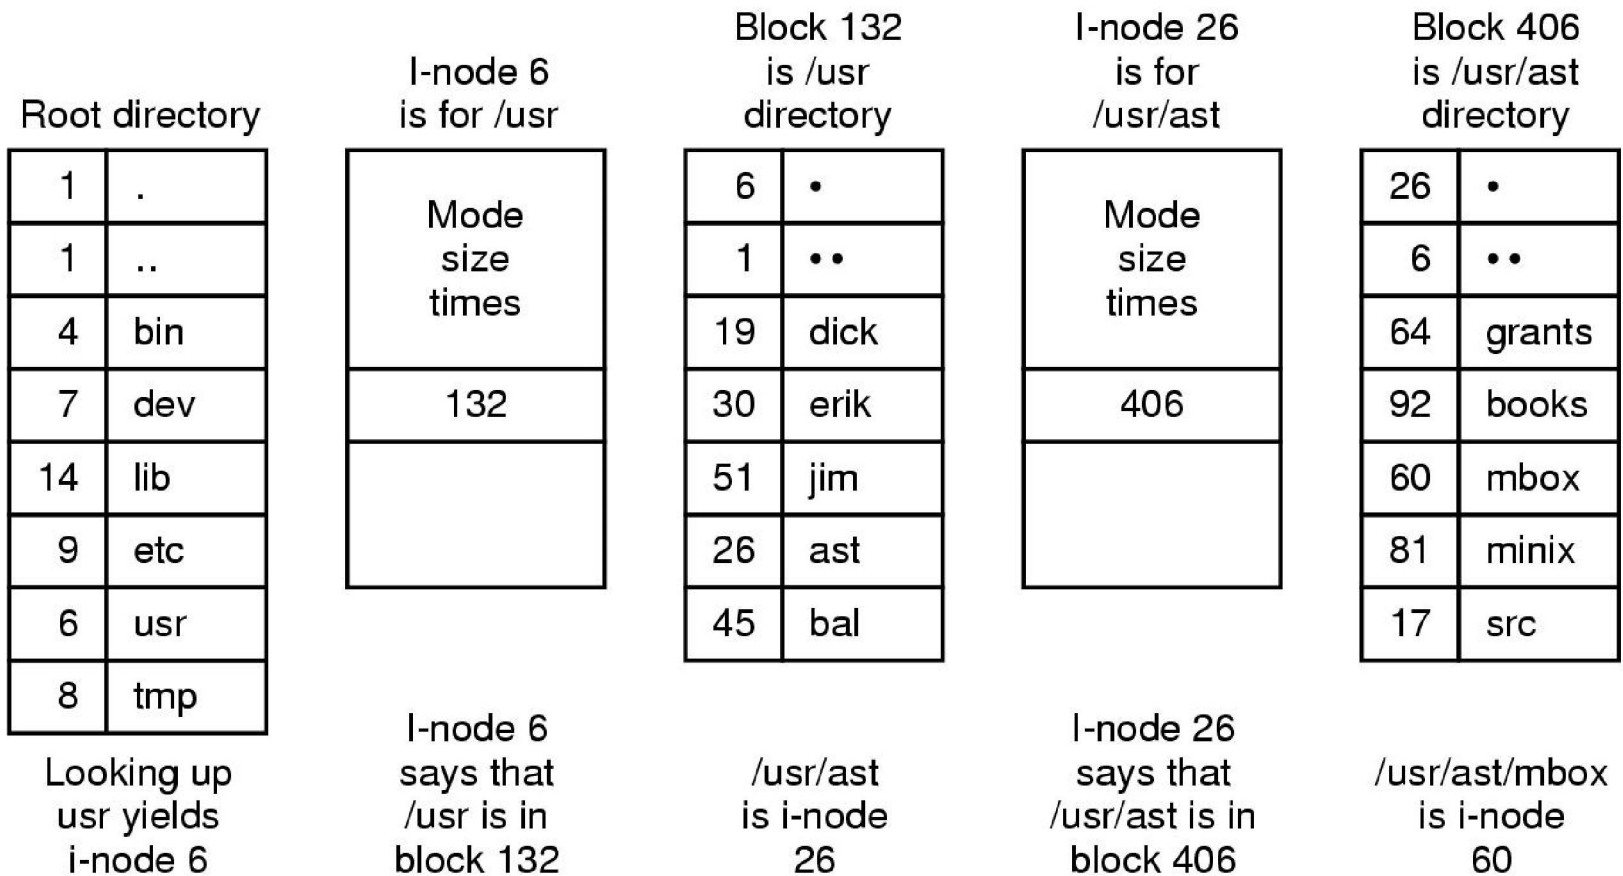 Root directory
1 .
1 ..
4 bin
7 dev
14 lib
9 etc
6 usr
8 tmp
Looking up
usr yields
i-node 6
I-node 6
is for /usr
Mode
size
times
132
I-node 6
says that
/usr is in
block 132
Block 132
is /usr
directory
6 •
1 ••
19 dick
30 erik
51 jim
26 ast
45 bal
/usr/ast
is i-node
26
I-node 26
is for
/usr/ast
Mode
size
times
406
I-node 26
says that
/usr/ast is in
block 406
Block 406
is /usr/ast
directory
26 •
6 ••
64 grants
92 books
60 mbox
81 minix
17 src
/usr/ast/mbox
is i-node
60